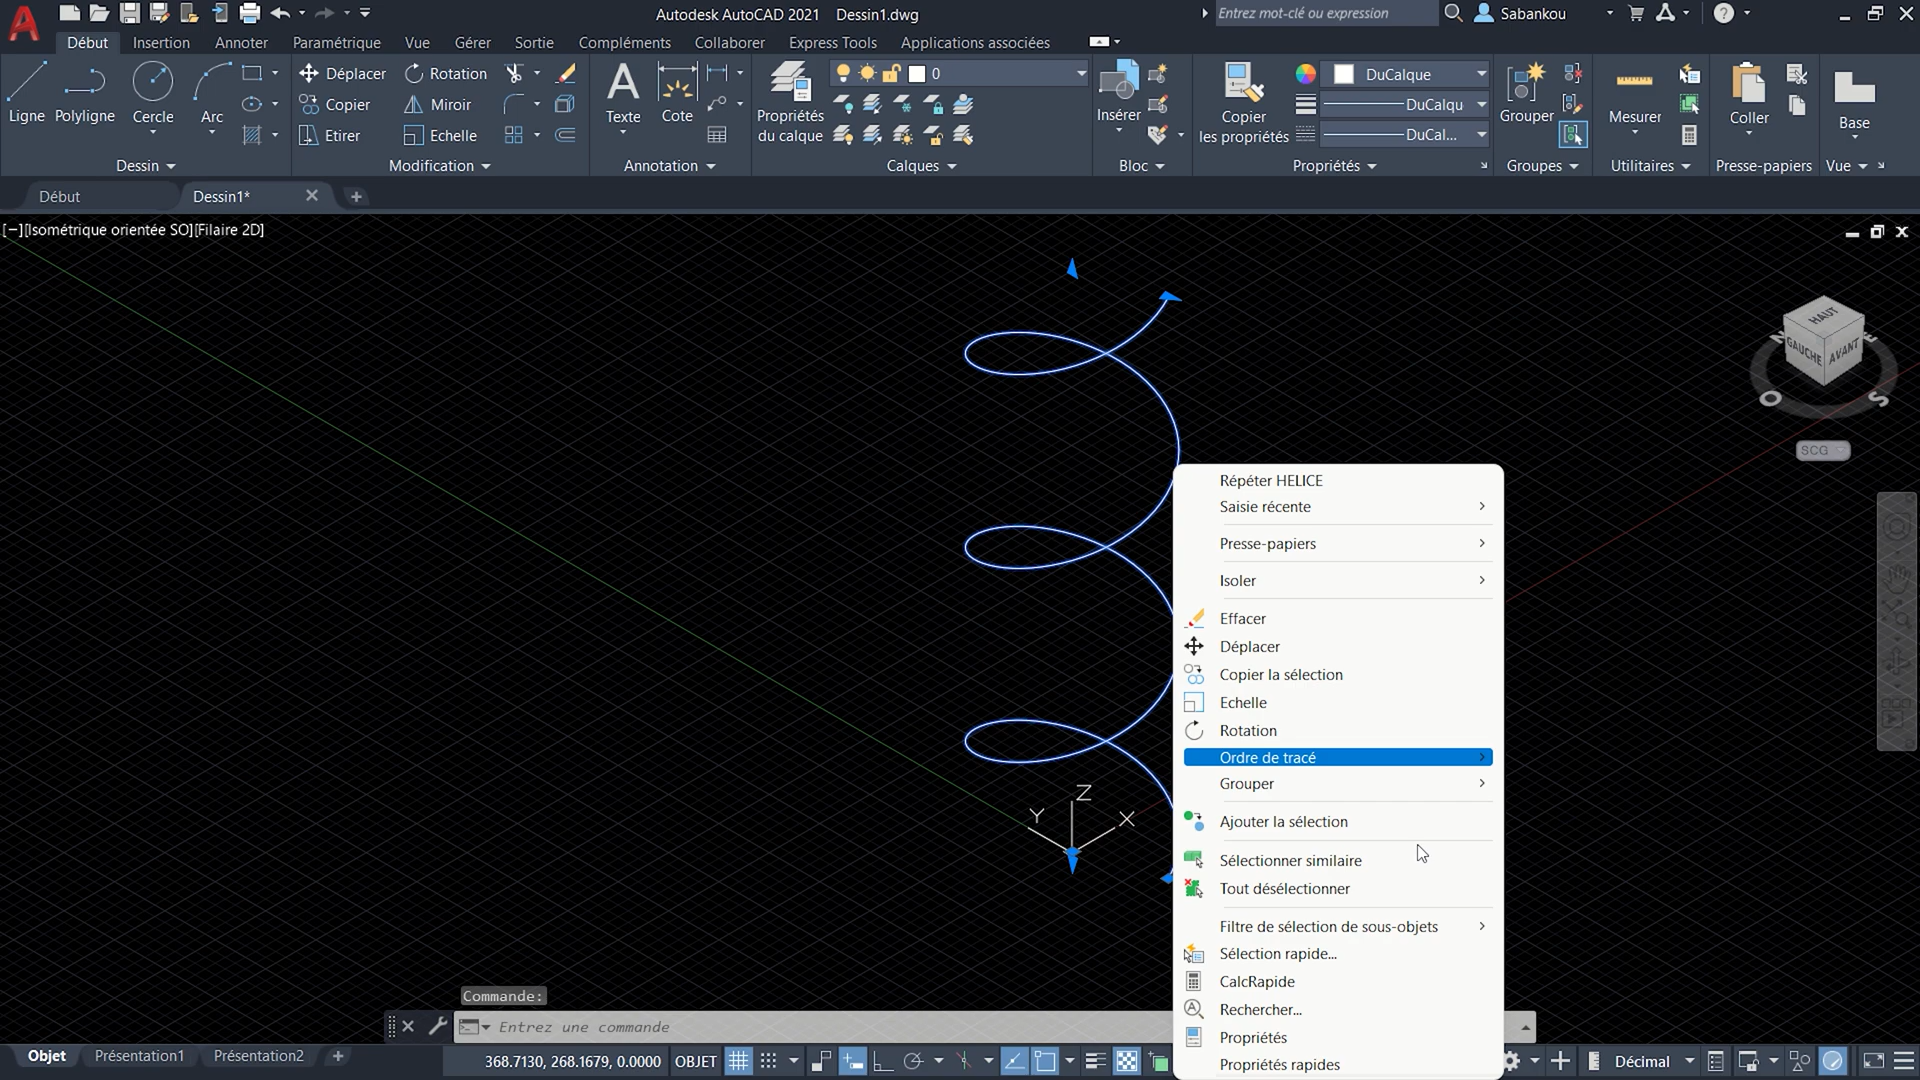 Autodesk AutoCAD 2021 Dessin1.dwg
Entrez mot-clé ou expression
Sabankou
Début Insertion Annoter Paramétrique Vue Gérer Sortie Compléments Collaborer Express Tools Applications associées
Ligne Polyligne Cercle Arc
Dessin
Déplacer Rotation
Copier Miroir
Etirer Echelle
Modification
Texte Cote
Annotation
Propriétés
du calque
0
Calques
Insérer
Bloc
Copier
les propriétés
DuCalque
DuCalqu
DuCal...
Propriétés
Grouper
Groupes
Mesurer
Utilitaires
Coller
Presse-papiers
Base
Vue
Début Dessin1*
[−][Isométrique orientée SO][Filaire 2D]
HAUT
GAUCHE AVANT
N E
O S
SCG
Z
Y X
Répéter HELICE
Saisie récente
Presse-papiers
Isoler
Effacer
Déplacer
Copier la sélection
Echelle
Rotation
Ordre de tracé
Grouper
Ajouter la sélection
Sélectionner similaire
Tout désélectionner
Filtre de sélection de sous-objets
Sélection rapide...
CalcRapide
Rechercher...
Propriétés
Propriétés rapides
Commande:
Entrez une commande
Objet Présentation1 Présentation2
368.7130, 268.1679, 0.0000 OBJET
Décimal